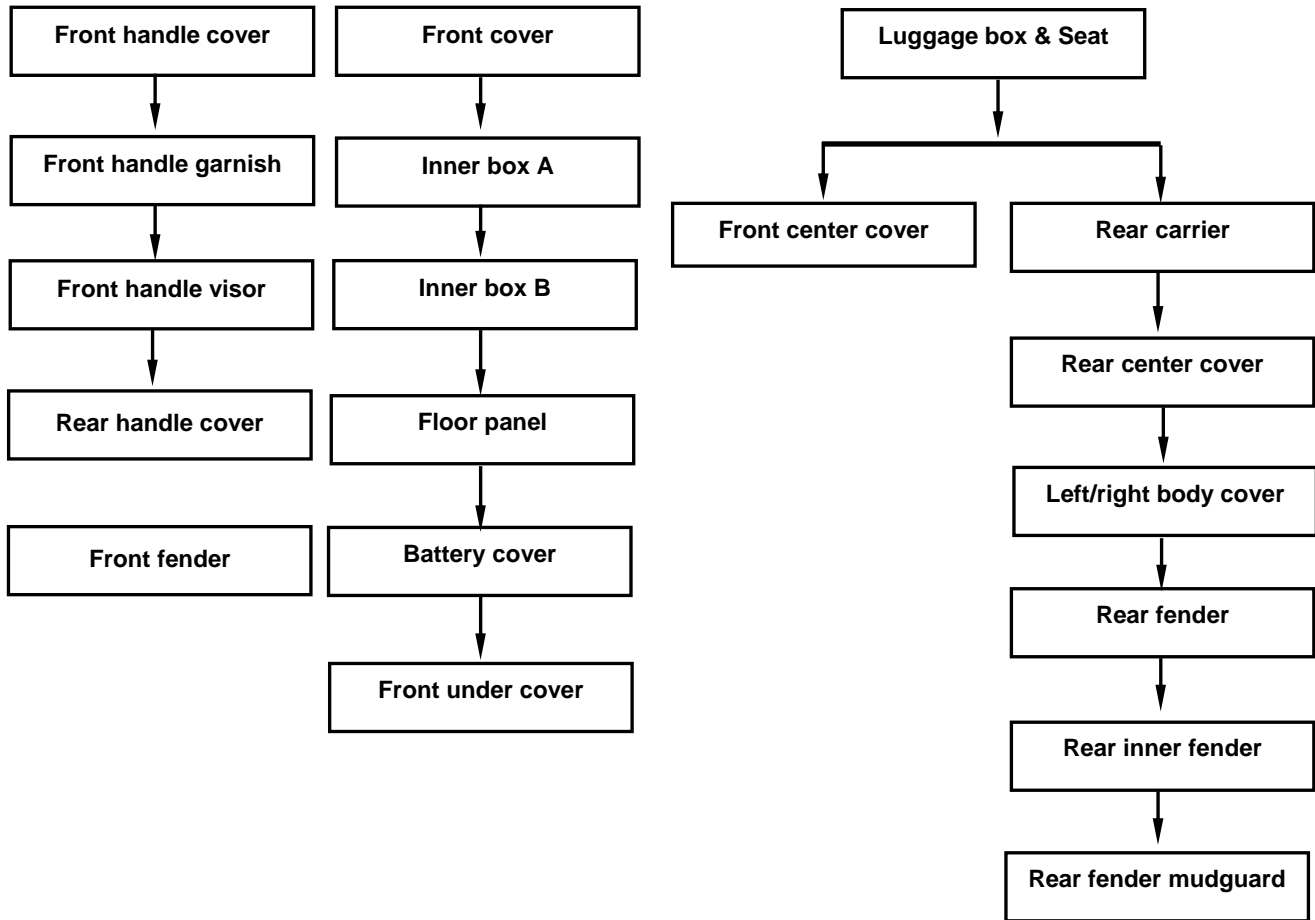 Front handle cover
Front handle garnish
Front handle visor
Rear handle cover
Front fender
Front cover
Inner box A
Inner box B
Floor panel
Battery cover
Front under cover
Luggage box & Seat
Front center cover
Rear carrier
Rear center cover
Left/right body cover
Rear fender
Rear inner fender
Rear fender mudguard